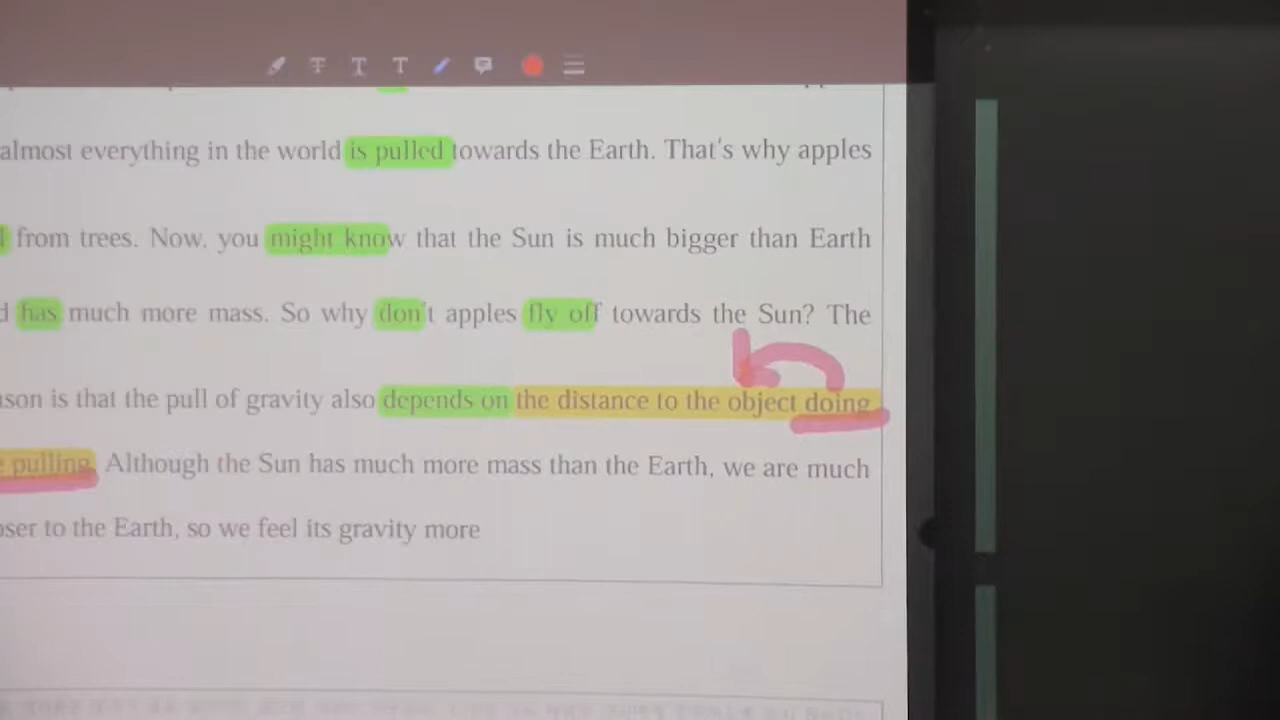 almost everything in the world is pulled towards the Earth. That's why apples
from trees. Now, you might know that the Sun is much bigger than Earth
has much more mass. So why don't apples fly off towards the Sun? The
is that the pull of gravity also depends on the distance to the object doing
pulling. Although the Sun has much more mass than the Earth, we are much
to the Earth, so we feel its gravity more